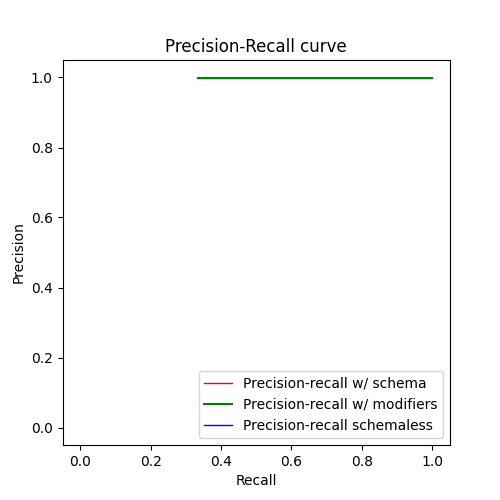 Precision-Recall curve
1.0
0.8
0.6
0.4
0.2
0.0
Precision
Precision-recall w/ schema
Precision-recall w/ modifiers
Precision-recall schemaless
0.0 0.2 0.4 0.6 0.8 1.0
Recall